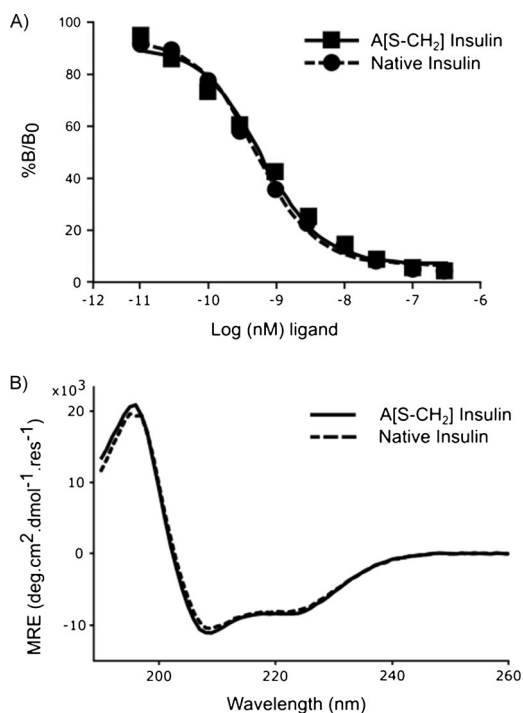 A)
100
80
60
40
20
0
%B/B₀
A[S-CH₂] Insulin
Native Insulin
-12 -11 -10 -9 -8 -7 -6
Log (nM) ligand
B)
x10³
20
10
0
-10
MRE (deg.cm².dmol⁻¹.res⁻¹)
A[S-CH₂] Insulin
Native Insulin
200 220 240 260
Wavelength (nm)